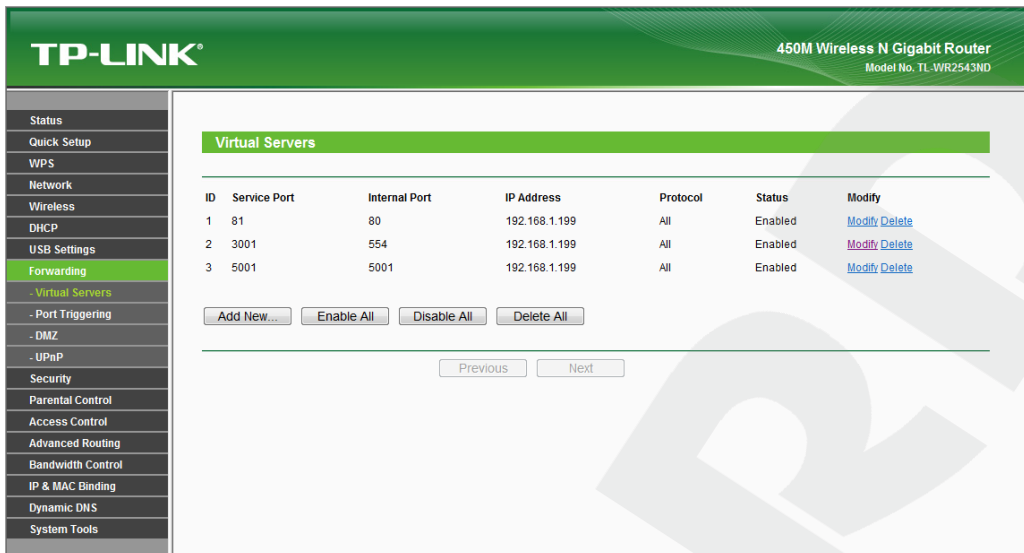 TP-LINK®
450M Wireless N Gigabit Router
Model No. TL-WR2543ND
Status
Quick Setup
WPS
Network
Wireless
DHCP
USB Settings
Forwarding
- Virtual Servers
- Port Triggering
- DMZ
- UPnP
Security
Parental Control
Access Control
Advanced Routing
Bandwidth Control
IP & MAC Binding
Dynamic DNS
System Tools
Virtual Servers
ID Service Port Internal Port IP Address Protocol Status Modify
1 81 80 192.168.1.199 All Enabled Modify Delete
2 3001 554 192.168.1.199 All Enabled Modify Delete
3 5001 5001 192.168.1.199 All Enabled Modify Delete
Add New... Enable All Disable All Delete All
Previous Next